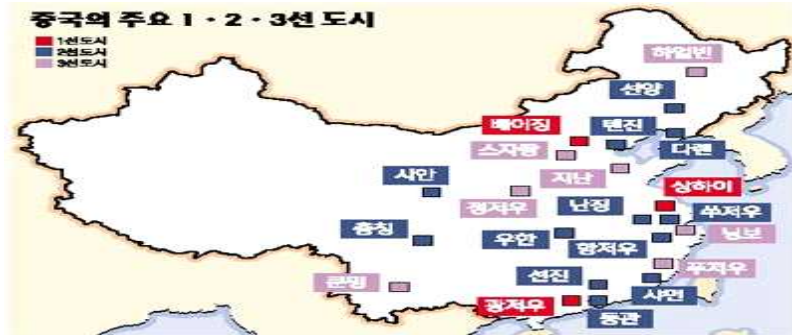 중국의 주요 1 · 2 · 3선 도시
1선도시
2선도시
3선도시
하얼빈
선양
베이징
텐진
스자좡
다롄
시안
지난
상하이
정저우
난징
쑤저우
충칭
우한
항저우
닝보
쿤밍
선전
푸저우
광저우
샤먼
둥관